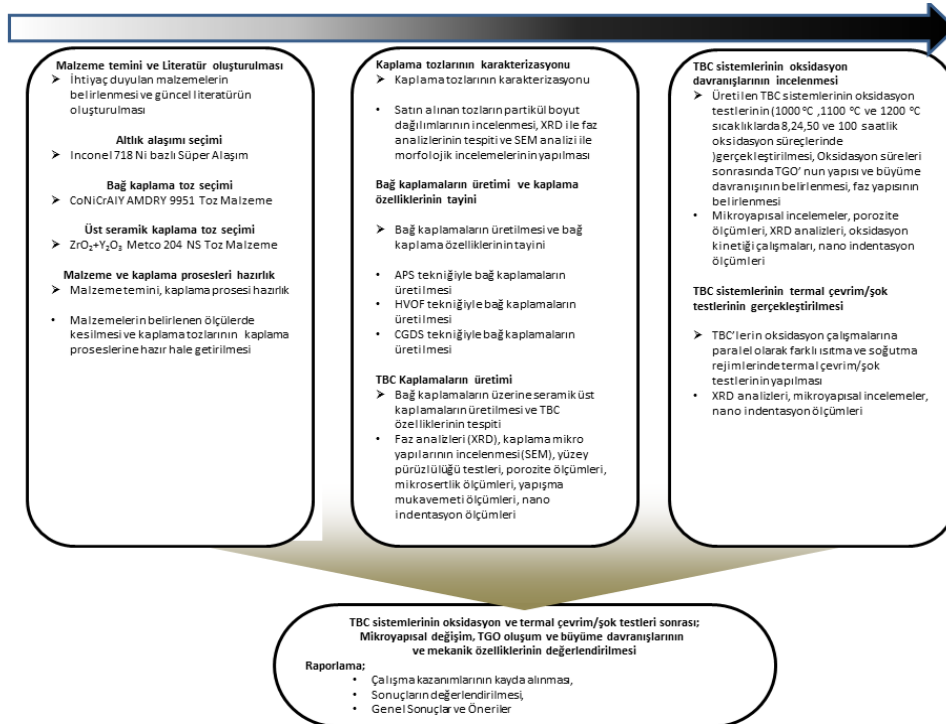 Malzeme temini ve Literatür oluşturulması
➢ İhtiyaç duyulan malzemelerin
belirlenmesi ve güncel literatürün
oluşturulması
Altlık alaşımı seçimi
➢ Inconel 718 Ni bazlı Süper Alaşım
Bağ kaplama toz seçimi
➢ CoNiCrAlY AMDRY 9951 Toz Malzeme
Üst seramik kaplama toz seçimi
➢ ZrO₂+Y₂O₃ Metco 204 NS Toz Malzeme
Malzeme ve kaplama prosesleri hazırlık
➢ Malzeme temini, kaplama prosesi hazırlık
• Malzemelerin belirlenen ölçülerde
kesilmesi ve kaplama tozlarının kaplama
proseslerine hazır hale getirilmesi
Kaplama tozlarının karakterizasyonu
➢ Kaplama tozlarının karakterizasyonu
• Satın alınan tozların partikül boyut
dağılımlarının incelenmesi, XRD ile faz
analizlerinin tespiti ve SEM analizi ile
morfolojik incelemelerinin yapılması
Bağ kaplamaların üretimi ve kaplama
özelliklerinin tayini
➢ Bağ kaplamaların üretilmesi ve bağ
kaplama özelliklerinin tayini
• APS tekniğiyle bağ kaplamaların
üretilmesi
• HVOF tekniğiyle bağ kaplamaların
üretilmesi
• CGDS tekniğiyle bağ kaplamaların
üretilmesi
TBC Kaplamaların üretimi
➢ Bağ kaplamaların üzerine seramik üst
kaplamaların üretilmesi ve TBC
özelliklerinin tespiti
• Faz analizleri (XRD), kaplama mikro
yapılarının incelenmesi (SEM), yüzey
pürüzlülüğü testleri, porozite ölçümleri,
mikrosertlik ölçümleri, yapışma
mukavemeti ölçümleri, nano
indentasyon ölçümleri
TBC sistemlerinin oksidasyon
davranışlarının incelenmesi
➢ Üretilen TBC sistemlerinin oksidasyon
testlerinin (1000 °C ,1100 °C ve 1200 °C
sıcaklıklarda 8,24,50 ve 100 saatlik
oksidasyon süreçlerinde
)gerçekleştirilmesi, Oksidasyon süreleri
sonrasında TGO' nun yapısı ve büyüme
davranışının belirlenmesi, faz yapısının
belirlenmesi
• Mikroyapısal incelemeler, porozite
ölçümleri, XRD analizleri, oksidasyon
kinetiği çalışmaları, nano indentasyon
ölçümleri
TBC sistemlerinin termal çevrim/şok
testlerinin gerçekleştirilmesi
➢ TBC'lerin oksidasyon çalışmalarına
paralel olarak farklı ısıtma ve soğutma
rejimlerinde termal çevrim/şok
testlerinin yapılması
• XRD analizleri, mikroyapısal incelemeler,
nano indentasyon ölçümleri
TBC sistemlerinin oksidasyon ve termal çevrim/şok testleri sonrası;
Mikroyapısal değişim, TGO oluşum ve büyüme davranışlarının
ve mekanik özelliklerinin değerlendirilmesi
Raporlama;
• Çalışma kazanımlarının kayda alınması,
• Sonuçların değerlendirilmesi,
• Genel Sonuçlar ve Öneriler